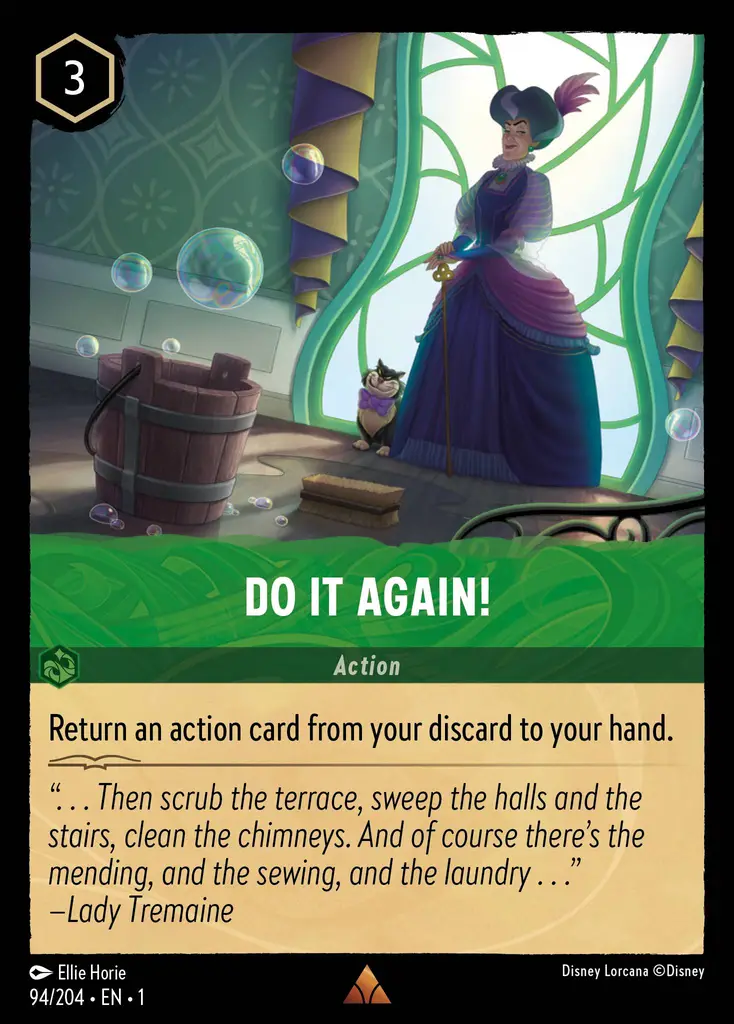 3
DO IT AGAIN!
Action
Return an action card from your discard to your hand.
“. . . Then scrub the terrace, sweep the halls and the
stairs, clean the chimneys. And of course there’s the
mending, and the sewing, and the laundry . . .”
–Lady Tremaine
Ellie Horie
Disney Lorcana ©Disney
94/204 • EN • 1